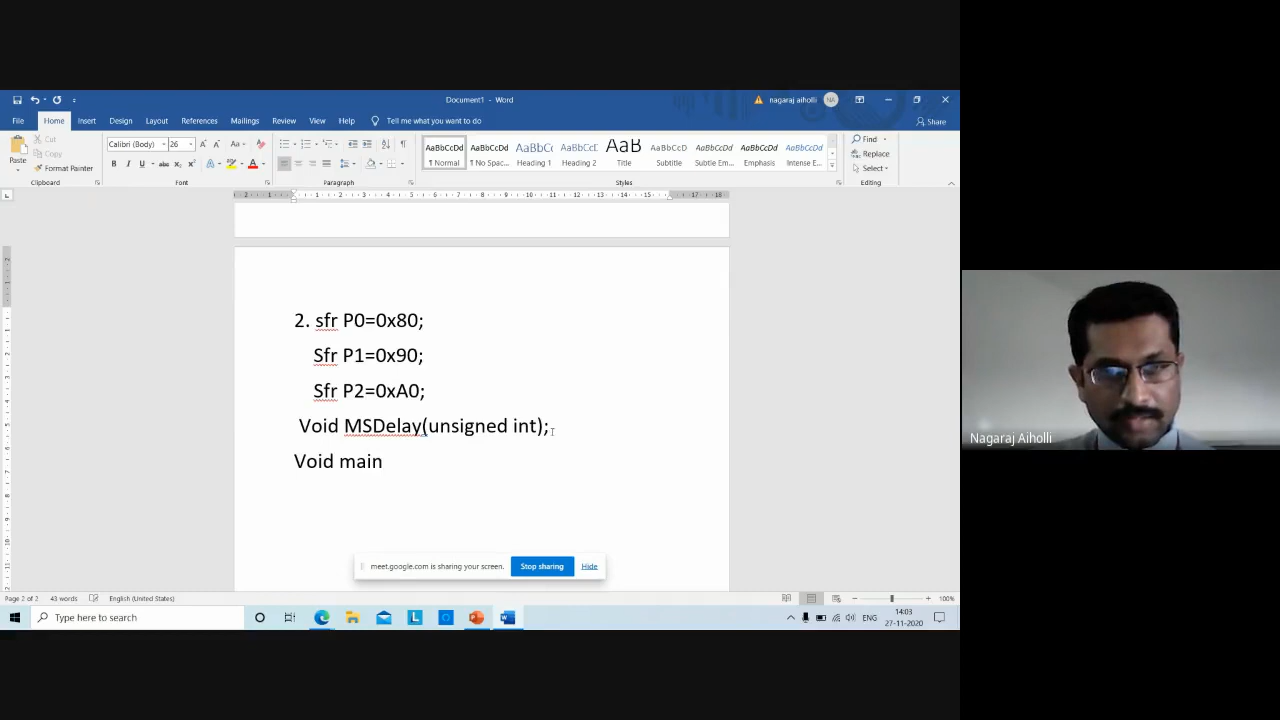 Document1 - Word
nagaraj aiholli
NA
File Home Insert Design Layout References Mailings Review View Help Tell me what you want to do
Share
Paste
Cut
Copy
Format Painter
Clipboard
Calibri (Body) 26
Font
Paragraph
AaBbCcDd AaBbCcDd AaBbCc AaBbCcC AaB AaBbCcD AaBbCcDd AaBbCcDd AaBbCcDd
¶ Normal ¶ No Spac... Heading 1 Heading 2 Title Subtitle Subtle Em... Emphasis Intense E...
Styles
Find
Replace
Select
Editing
2. sfr P0=0x80;
Sfr P1=0x90;
Sfr P2=0xA0;
Void MSDelay(unsigned int);
Void main
Nagaraj Aiholli
meet.google.com is sharing your screen. Stop sharing Hide
Page 2 of 2 43 words English (United States) 100%
Type here to search
ENG
14:03
27-11-2020